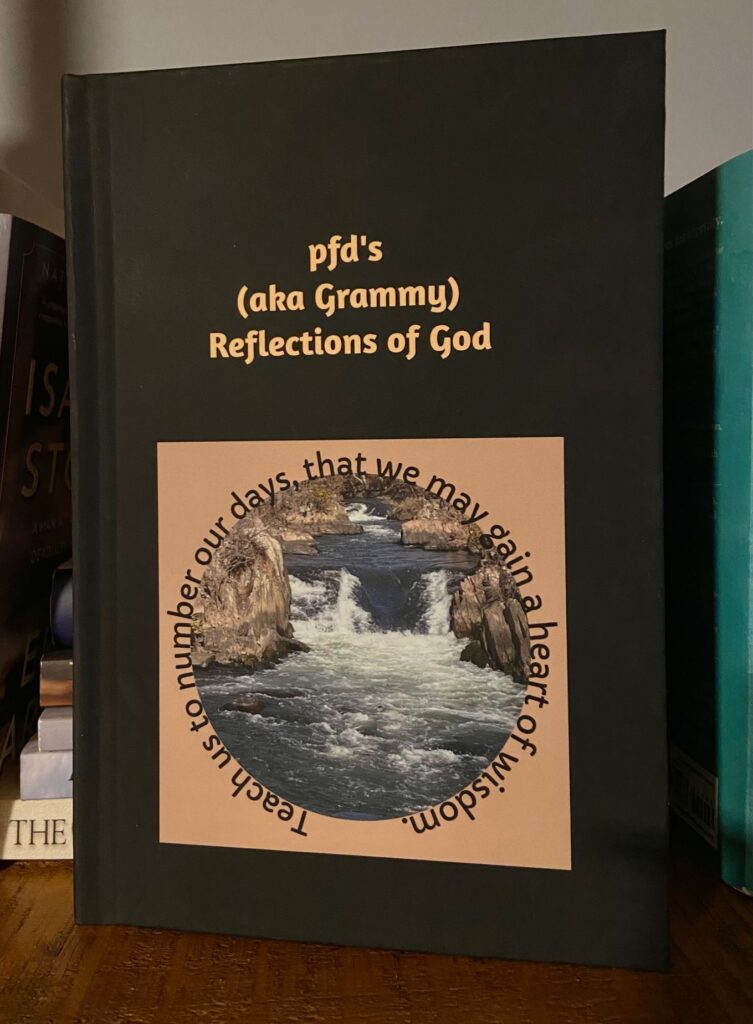 pfd's
(aka Grammy)
Reflections of God
Teach us to number our days, that we may gain a heart of wisdom.
THE